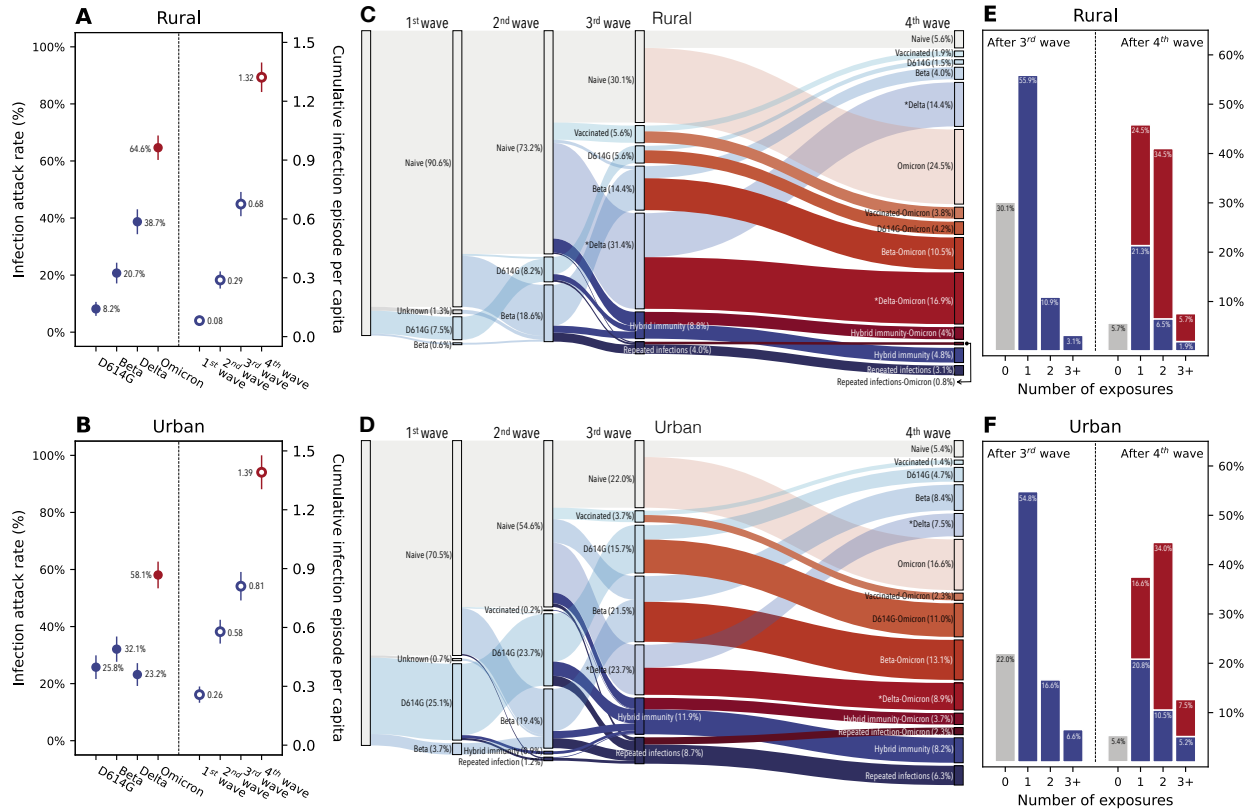 A
Rural
100%
80%
60%
40%
20%
0%
Infection attack rate (%)
8.2%
20.7%
38.7%
64.6%
0.08
0.29
0.68
1.32
1.5
1.2
0.9
0.6
0.3
0.0
Cumulative infection episode per capita
D614G
Beta
Delta
Omicron
1st wave
2nd wave
3rd wave
4th wave
C
Rural
1st wave
2nd wave
3rd wave
4th wave
Naive (90.6%)
Unknown (1.3%)
D614G (7.5%)
Beta (0.6%)
Naive (73.2%)
D614G (8.2%)
Beta (18.6%)
Naive (30.1%)
Vaccinated (5.6%)
D614G (5.6%)
Beta (14.4%)
*Delta (31.4%)
Hybrid immunity (8.8%)
Repeated infections (4.0%)
Naive (5.6%)
Vaccinated (1.9%)
D614G (1.5%)
Beta (4.0%)
*Delta (14.4%)
Omicron (24.5%)
Vaccinated-Omicron (3.8%)
D614G-Omicron (4.2%)
Beta-Omicron (10.5%)
*Delta-Omicron (16.9%)
Hybrid immunity-Omicron (4%)
Hybrid immunity (4.8%)
Repeated infections (3.1%)
Repeated infections-Omicron (0.8%)
E
Rural
After 3rd wave
After 4th wave
30.1%
55.9%
10.9%
3.1%
5.7%
24.5%
21.3%
34.5%
6.5%
5.7%
1.9%
60%
50%
40%
30%
20%
10%
0 1 2 3+ 0 1 2 3+
Number of exposures
B
Urban
100%
80%
60%
40%
20%
0%
Infection attack rate (%)
25.8%
32.1%
23.2%
58.1%
0.26
0.58
0.81
1.39
1.5
1.2
0.9
0.6
0.3
0.0
Cumulative infection episode per capita
D614G
Beta
Delta
Omicron
1st wave
2nd wave
3rd wave
4th wave
D
Urban
1st wave
2nd wave
3rd wave
4th wave
Naive (70.5%)
Unknown (0.7%)
D614G (25.1%)
Beta (3.7%)
Naive (54.6%)
Vaccinated (0.2%)
D614G (23.7%)
Beta (19.4%)
Hybrid immunity (0.9%)
Repeated infection (1.2%)
Naive (22.0%)
Vaccinated (3.7%)
D614G (15.7%)
Beta (21.5%)
*Delta (23.7%)
Hybrid immunity (11.9%)
Repeated infections (8.7%)
Naive (5.4%)
Vaccinated (1.4%)
D614G (4.7%)
Beta (8.4%)
*Delta (7.5%)
Omicron (16.6%)
Vaccinated-Omicron (2.3%)
D614G-Omicron (11.0%)
Beta-Omicron (13.1%)
*Delta-Omicron (8.9%)
Hybrid immunity-Omicron (3.7%)
Repeated infection-Omicron (2.3%)
Hybrid immunity (8.2%)
Repeated infections (6.3%)
F
Urban
After 3rd wave
After 4th wave
22.0%
54.8%
16.6%
6.6%
5.4%
16.6%
20.8%
34.0%
10.5%
7.5%
5.2%
60%
50%
40%
30%
20%
10%
0 1 2 3+ 0 1 2 3+
Number of exposures